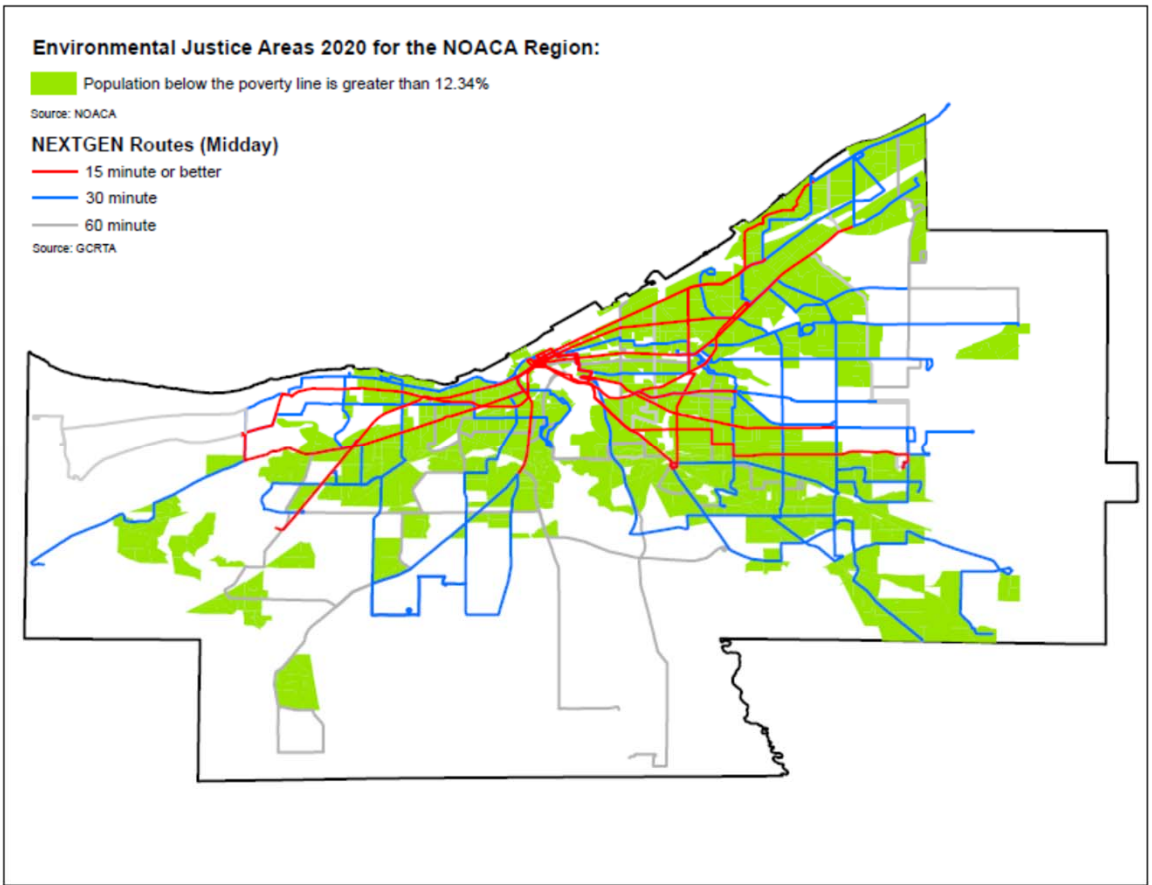 Environmental Justice Areas 2020 for the NOACA Region:
Population below the poverty line is greater than 12.34%
Source: NOACA
NEXTGEN Routes (Midday)
15 minute or better
30 minute
60 minute
Source: GCRTA